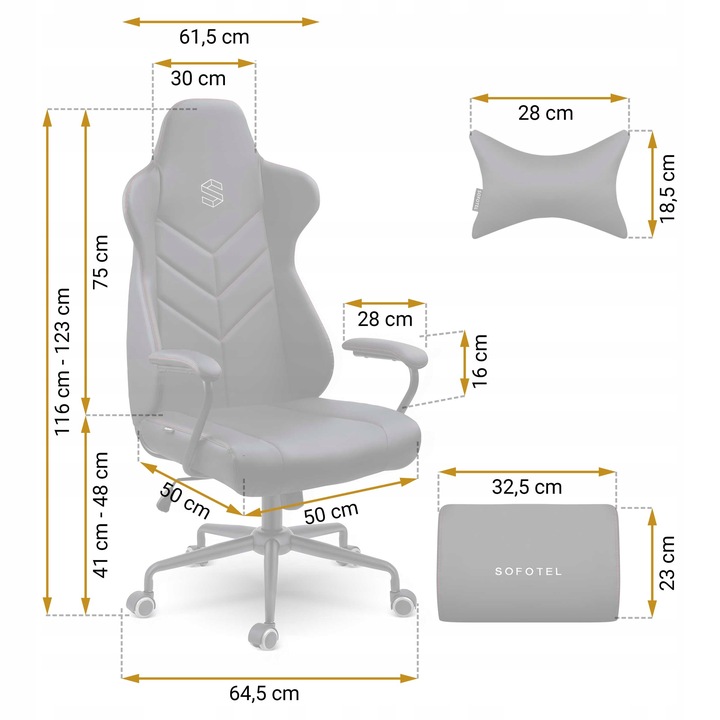 61,5 cm
30 cm
28 cm
18,5 cm
SOFOTEL
75 cm
116 cm - 123 cm
28 cm
16 cm
41 cm - 48 cm
50 cm
50 cm
32,5 cm
SOFOTEL
23 cm
64,5 cm